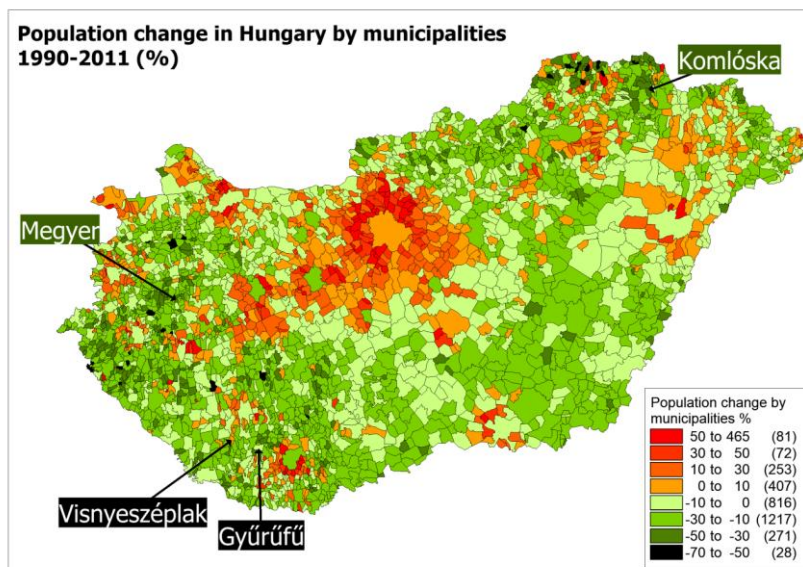 Population change in Hungary by municipalities
1990-2011 (%)
Komlóska
Megyer
Visnyeszéplak
Gyűrűfű
Population change by
municipalities %
50 to 465 (81)
30 to 50 (72)
10 to 30 (253)
0 to 10 (407)
-10 to 0 (816)
-30 to -10 (1217)
-50 to -30 (271)
-70 to -50 (28)